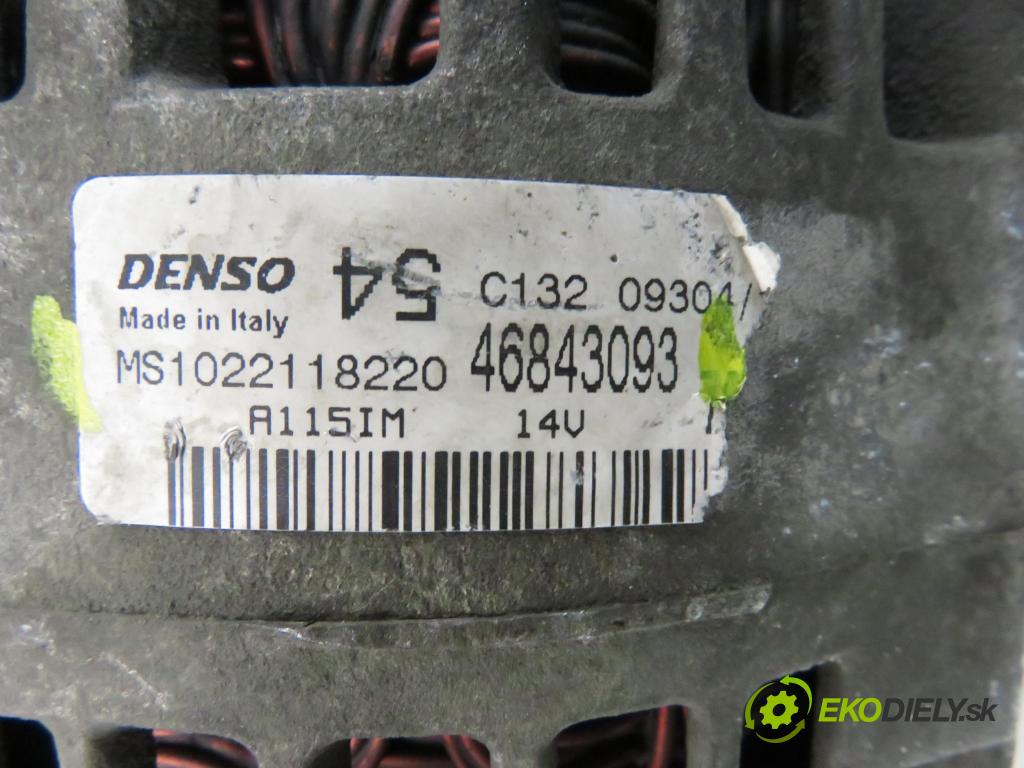 DENSO 54 C132 09304/
Made in Italy
MS1022118220 46843093
A115IM 14V
EKODIELY.sk